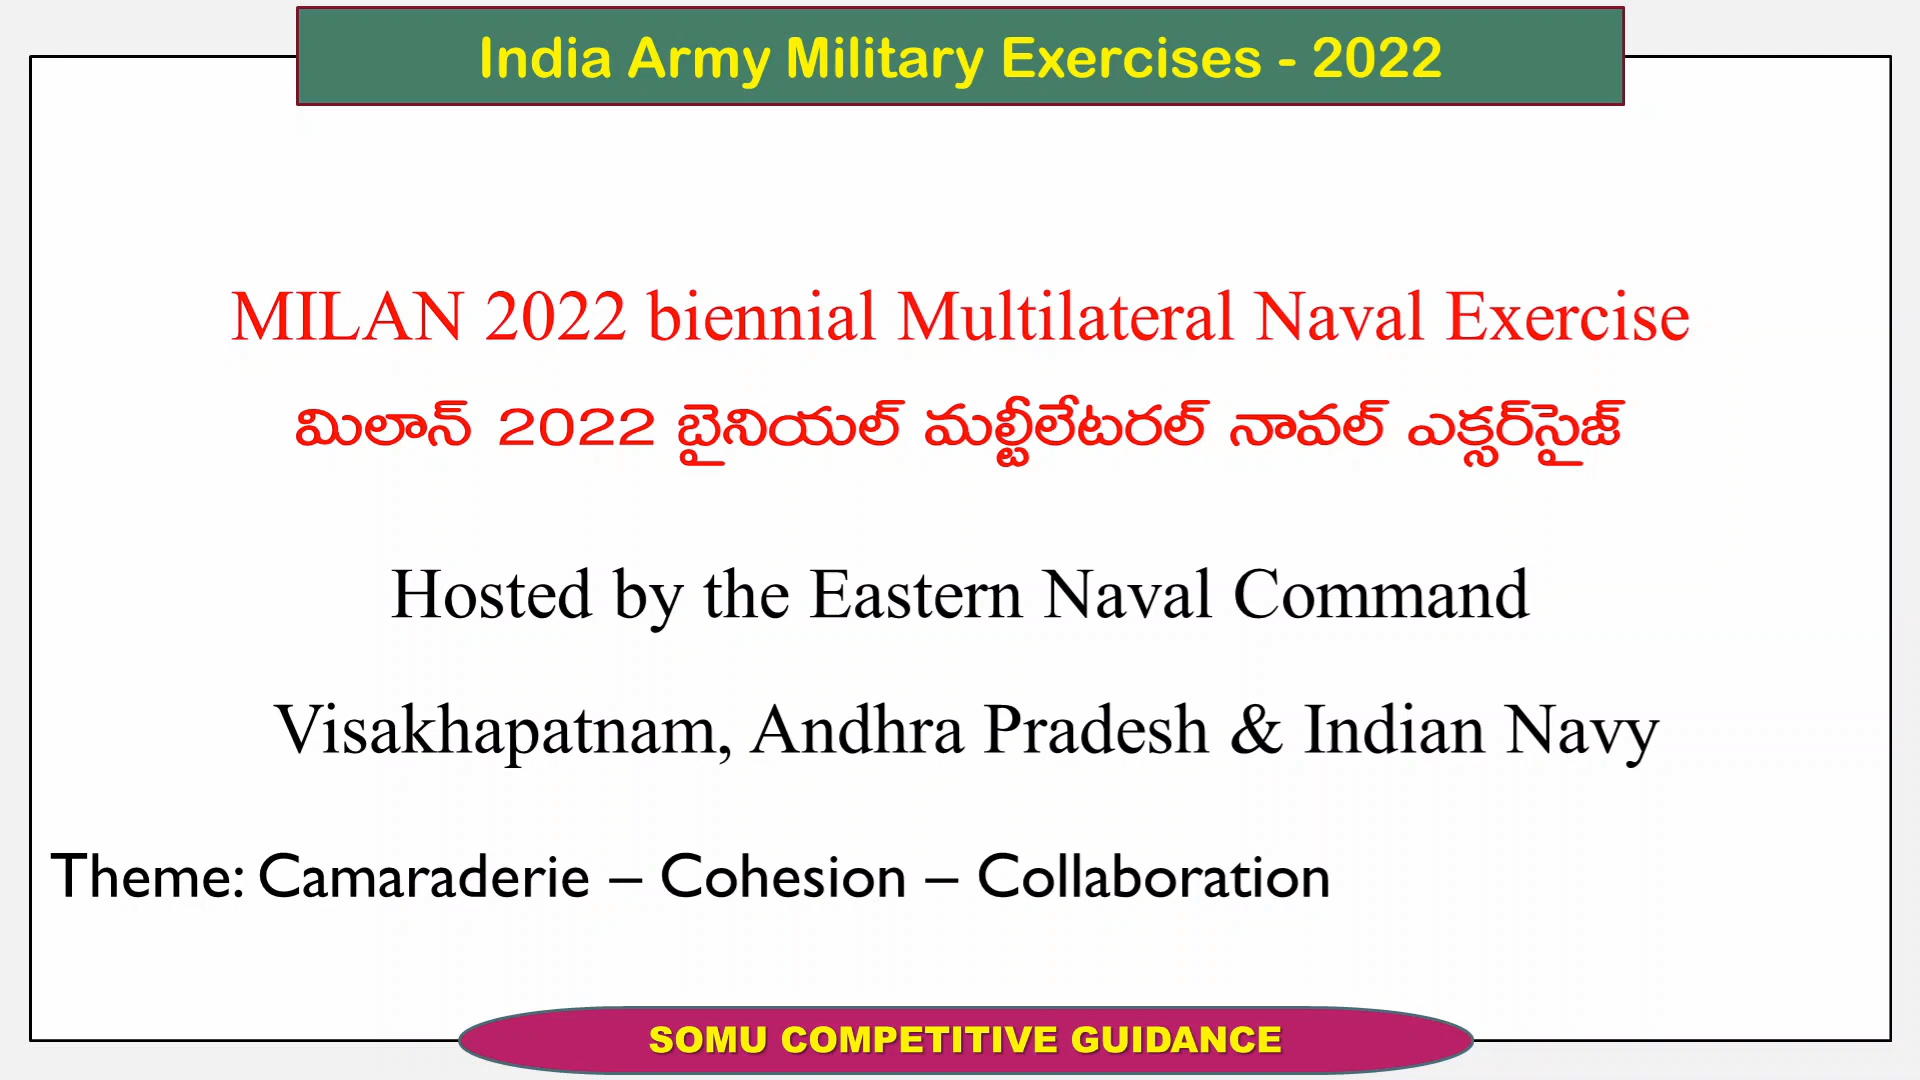 India Army Military Exercises - 2022
MILAN 2022 biennial Multilateral Naval Exercise
మిలాన్ 2022 బైనియల్ మల్టీలేటరల్ నావల్ ఎక్సర్‌సైజ్
Hosted by the Eastern Naval Command
Visakhapatnam, Andhra Pradesh & Indian Navy
Theme: Camaraderie – Cohesion – Collaboration
SOMU COMPETITIVE GUIDANCE